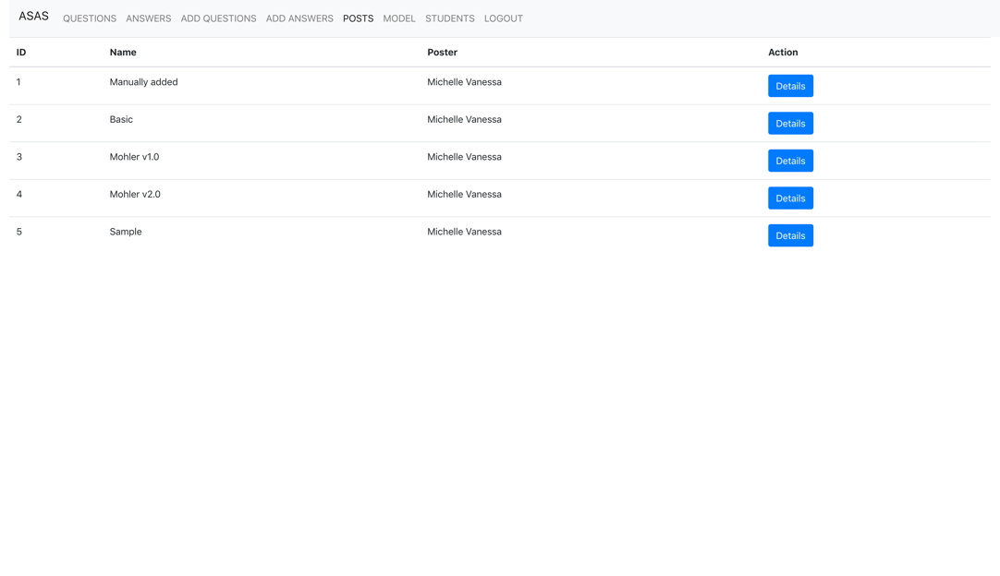 ASAS QUESTIONS ANSWERS ADD QUESTIONS ADD ANSWERS POSTS MODEL STUDENTS LOGOUT
ID Name Poster Action
1 Manually added Michelle Vanessa Details
2 Basic Michelle Vanessa Details
3 Mohler v1.0 Michelle Vanessa Details
4 Mohler v2.0 Michelle Vanessa Details
5 Sample Michelle Vanessa Details